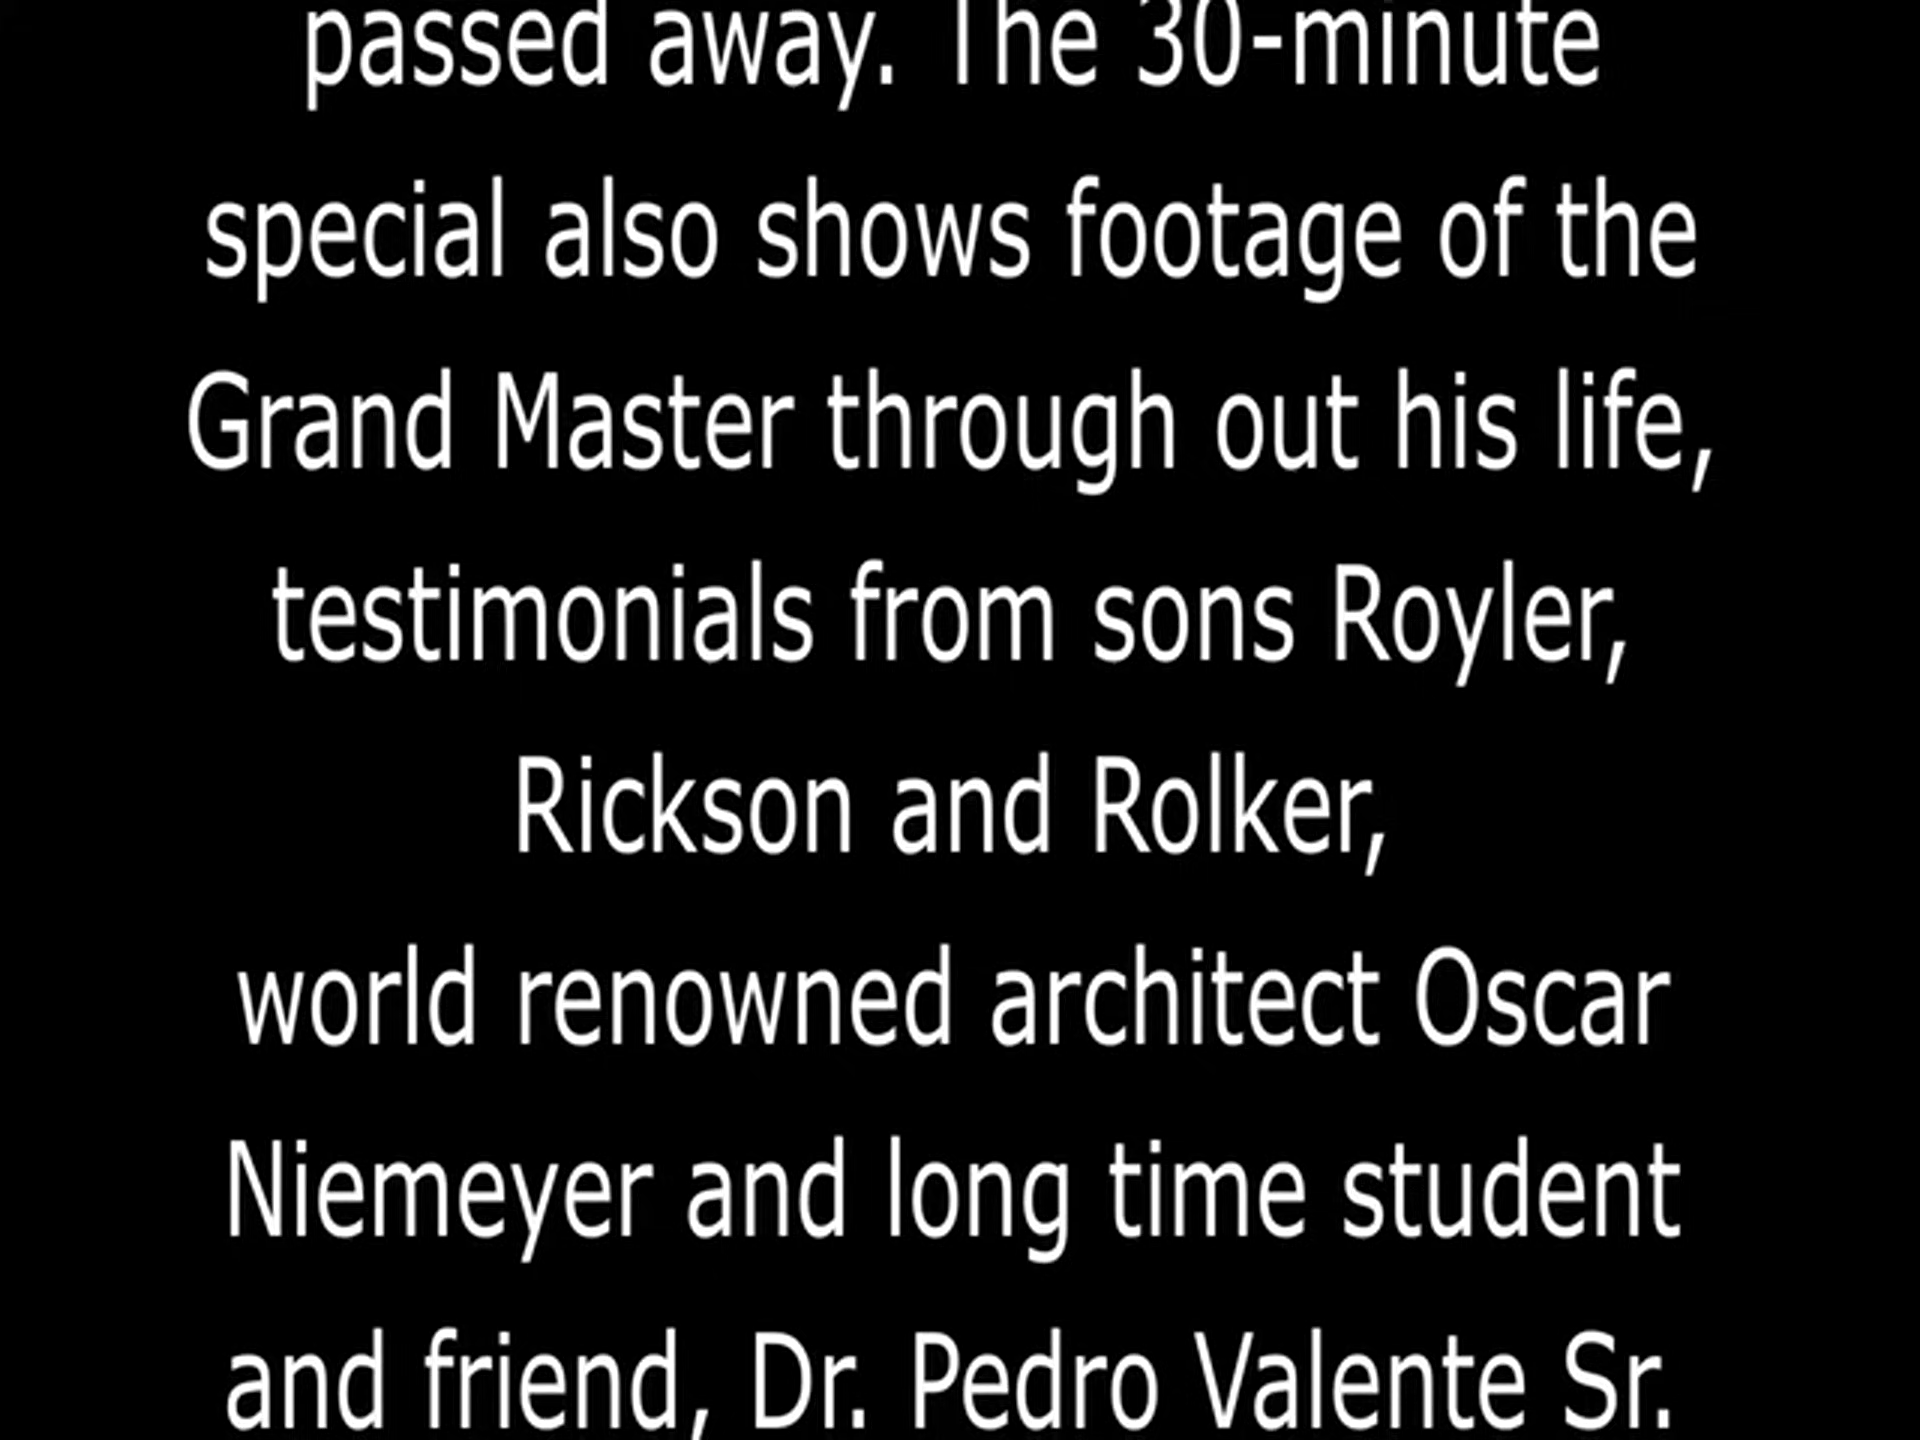 passed away. The 30-minute
special also shows footage of the
Grand Master through out his life,
testimonials from sons Royler,
Rickson and Rolker,
world renowned architect Oscar
Niemeyer and long time student
and friend, Dr. Pedro Valente Sr.